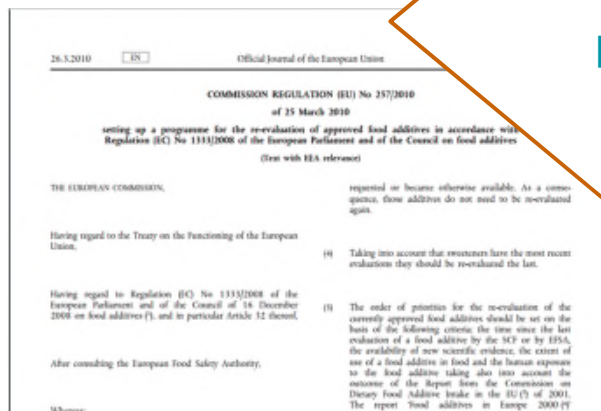 26.3.2010
EN
Official Journal of the European Union
COMMISSION REGULATION (EU) No 257/2010
of 25 March 2010
setting up a programme for the re-evaluation of approved food additives in accordance with
Regulation (EC) No 1333/2008 of the European Parliament and of the Council on food additives
(Text with EEA relevance)
THE EUROPEAN COMMISSION,
Having regard to the Treaty on the Functioning of the European
Union,
Having regard to Regulation (EC) No 1333/2008 of the
European Parliament and of the Council of 16 December
2008 on food additives (¹), and in particular Article 32 thereof,
After consulting the European Food Safety Authority,
Whereas:
requested or became otherwise available. As a conse-
quence, those additives do not need to be re-evaluated
again.
(4) Taking into account that sweeteners have the most recent
evaluations they should be re-evaluated the last.
(5) The order of priorities for the re-evaluation of the
currently approved food additives should be set on the
basis of the following criteria: the time since the last
evaluation of a food additive by the SCF or by EFSA,
the availability of new scientific evidence, the extent of
use of a food additive in food and the human exposure
to the food additive taking also into account the
outcome of the Report from the Commission on
Dietary Food Additive Intake in the EU of 2001.
The report 'Food additives in Europe 2000